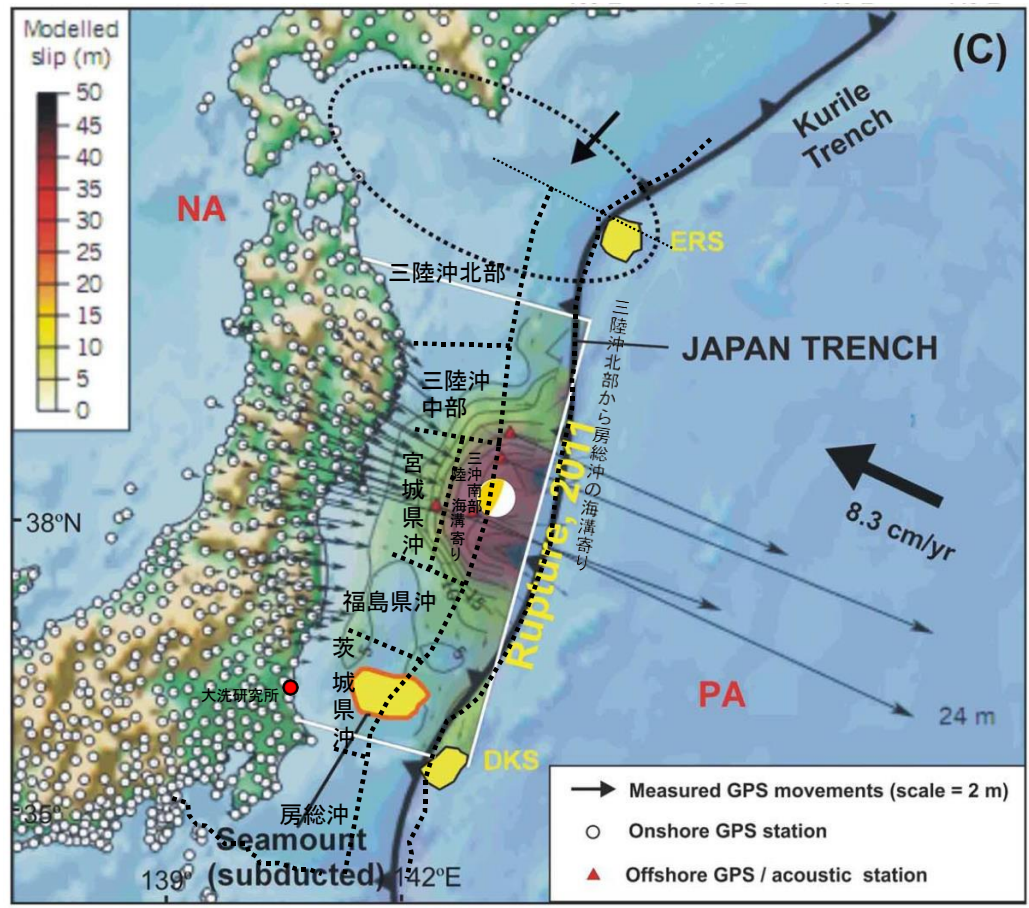 Modelled
slip (m)
50
45
40
35
30
25
20
15
10
5
0
(C)
Kurile
Trench
NA
ERS
三陸沖北部
JAPAN TRENCH
三陸沖北部から房総沖の海溝寄り
三陸沖
中部
Rupture, 2011
宮城県沖
三陸沖南部
海溝寄り
38°N
8.3 cm/yr
福島県沖
茨城県沖
大洗研究所
PA
24 m
DKS
房総沖
Seamount
(subducted)
35°
139°
142°E
Measured GPS movements (scale = 2 m)
Onshore GPS station
Offshore GPS / acoustic station